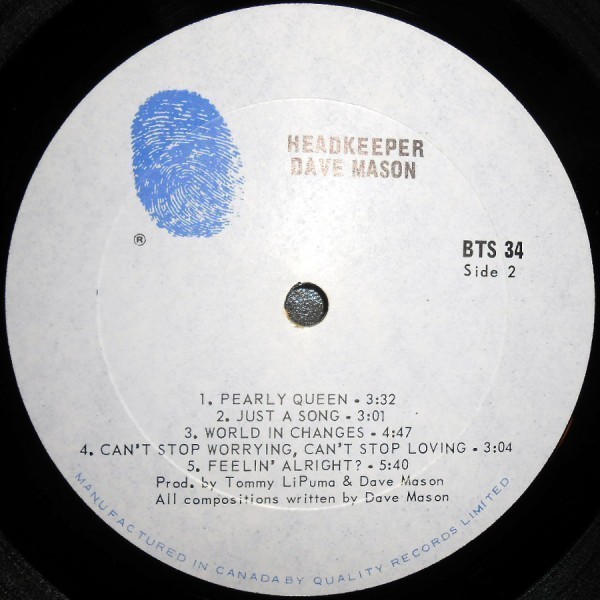 HEADKEEPER
DAVE MASON
®
BTS 34
Side 2
1. PEARLY QUEEN - 3:32
2. JUST A SONG - 3:01
3. WORLD IN CHANGES - 4:47
4. CAN'T STOP WORRYING, CAN'T STOP LOVING - 3:04
5. FEELIN' ALRIGHT? - 5:40
Prod. by Tommy LiPuma & Dave Mason
All compositions written by Dave Mason
MANUFACTURED IN CANADA BY QUALITY RECORDS LIMITED